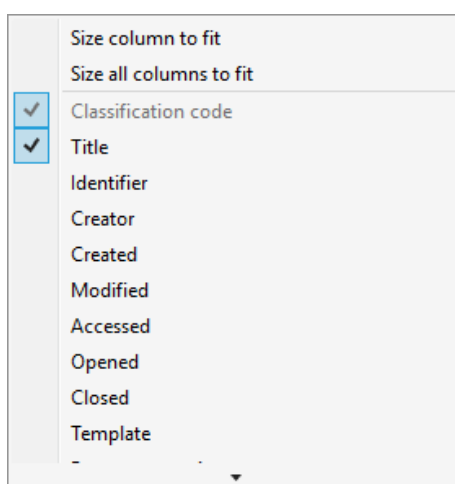 Size column to fit
Size all columns to fit
Classification code
Title
Identifier
Creator
Created
Modified
Accessed
Opened
Closed
Template